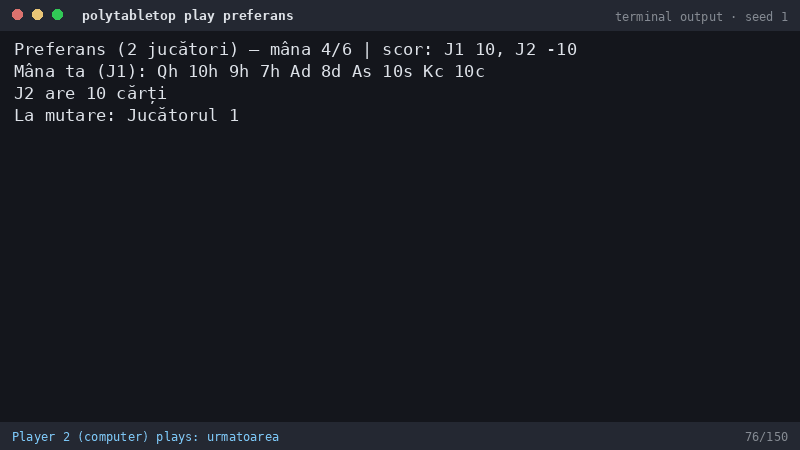 polytabletop play preferans
terminal output · seed 1
Preferans (2 jucători) — mâna 4/6 | scor: J1 10, J2 -10
Mâna ta (J1): Qh 10h 9h 7h Ad 8d As 10s Kc 10c
J2 are 10 cărți
La mutare: Jucătorul 1
Player 2 (computer) plays: urmatoarea
76/150